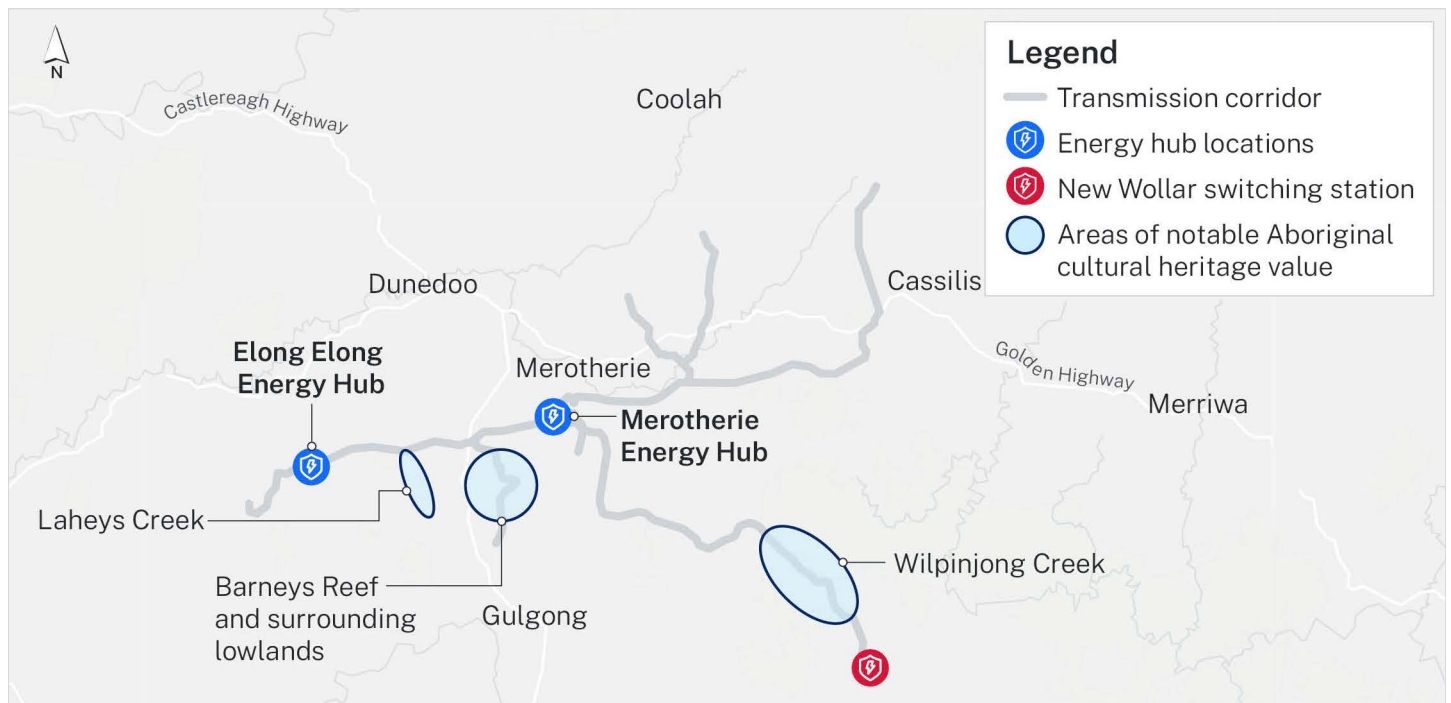 N
Castlereagh Highway
Coolah
Legend
Transmission corridor
Energy hub locations
New Wollar switching station
Areas of notable Aboriginal
cultural heritage value
Dunedoo
Cassilis
Elong Elong
Energy Hub
Merotherie
Golden Highway
Merriwa
Merotherie
Energy Hub
Laheys Creek
Wilpinjong Creek
Barneys Reef
and surrounding
lowlands
Gulgong